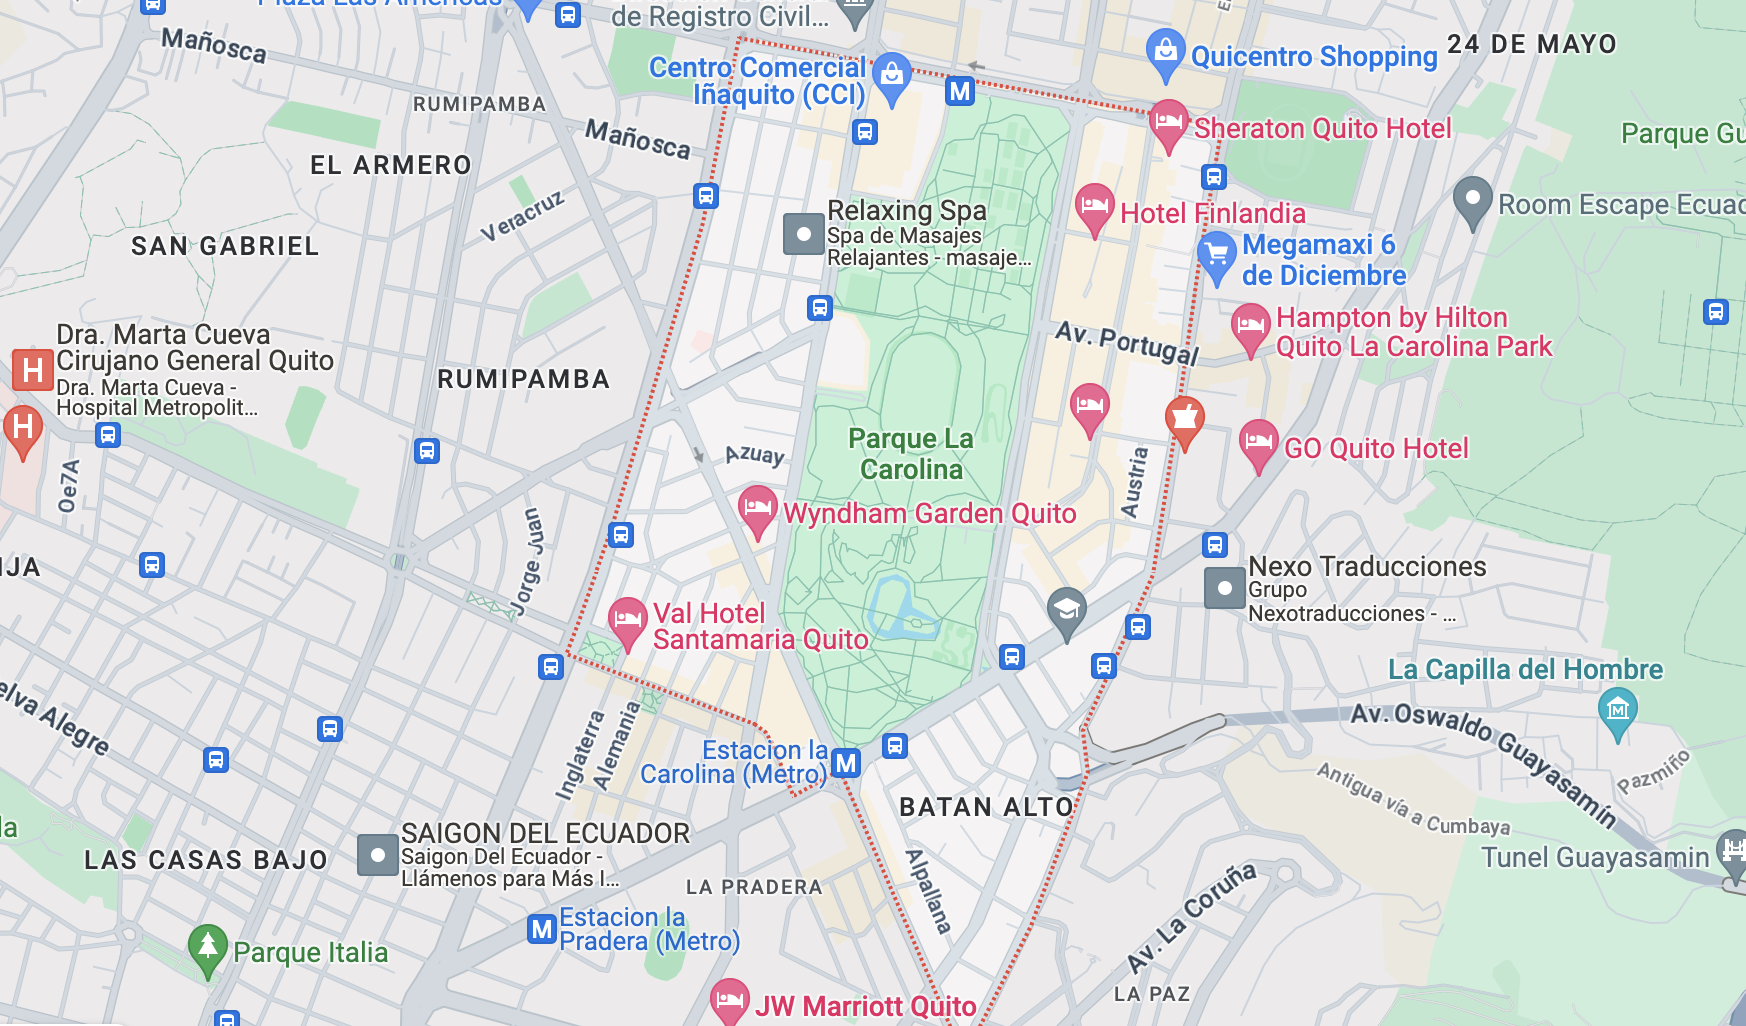 Plaza Las Américas
de Registro Civil...
24 DE MAYO
Mañosca
Quicentro Shopping
Centro Comercial
Iñaquito (CCI)
M
RUMIPAMBA
Mañosca
Sheraton Quito Hotel
Parque Gu
EL ARMERO
Veracruz
Relaxing Spa
Spa de Masajes
Relajantes - masaje...
Hotel Finlandia
Room Escape Ecuad
SAN GABRIEL
Megamaxi 6
de Diciembre
Dra. Marta Cueva
Cirujano General Quito
Dra. Marta Cueva -
Hospital Metropolit...
H
H
Hampton by Hilton
Quito La Carolina Park
Av. Portugal
RUMIPAMBA
Parque La
Carolina
GO Quito Hotel
Azuay
Austria
Oe7A
Wyndham Garden Quito
Jorge Juan
IJA
Nexo Traducciones
Grupo
Nexotraducciones - ...
Val Hotel
Santamaria Quito
La Capilla del Hombre
M
elva Alegre
Av. Oswaldo Guayasamín
Inglaterra
Alemania
Estacion la
Carolina (Metro)
M
Pazmiño
Antigua vía a Cumbaya
BATAN ALTO
la
SAIGON DEL ECUADOR
Saigon Del Ecuador -
Llámenos para Más I...
LAS CASAS BAJO
Tunel Guayasamin
LA PRADERA
Alpallana
Av. La Coruña
M
Estacion la
Pradera (Metro)
Parque Italia
LA PAZ
JW Marriott Quito